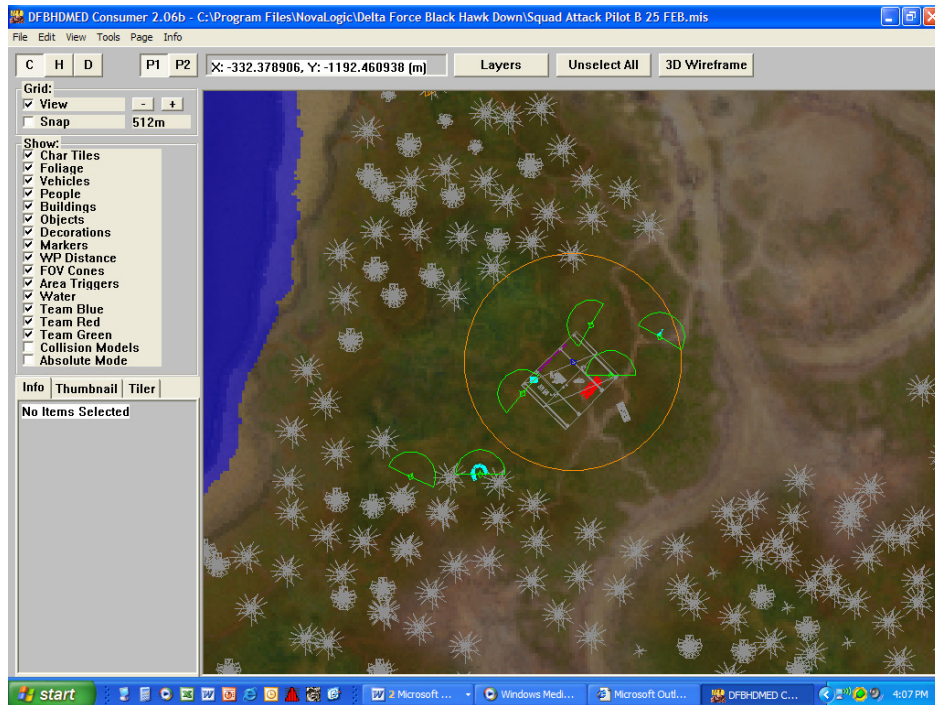 DFBHDMED Consumer 2.06b - C:\Program Files\NovaLogic\Delta Force Black Hawk Down\Squad Attack Pilot B 25 FEB.mis
File Edit View Tools Page Info
C H D P1 P2 X: -332.378906, Y: -1192.460938 (m) Layers Unselect All 3D Wireframe
Grid:
View - +
Snap 512m
Show:
Char Tiles
Foliage
Vehicles
People
Buildings
Objects
Decorations
Markers
WP Distance
FOV Cones
Area Triggers
Water
Team Blue
Team Red
Team Green
Collision Models
Absolute Mode
Info Thumbnail Tiler
No Items Selected
start 2 Microsoft ... Windows Medi... Microsoft Outl... DFBHDMED C... 4:07 PM